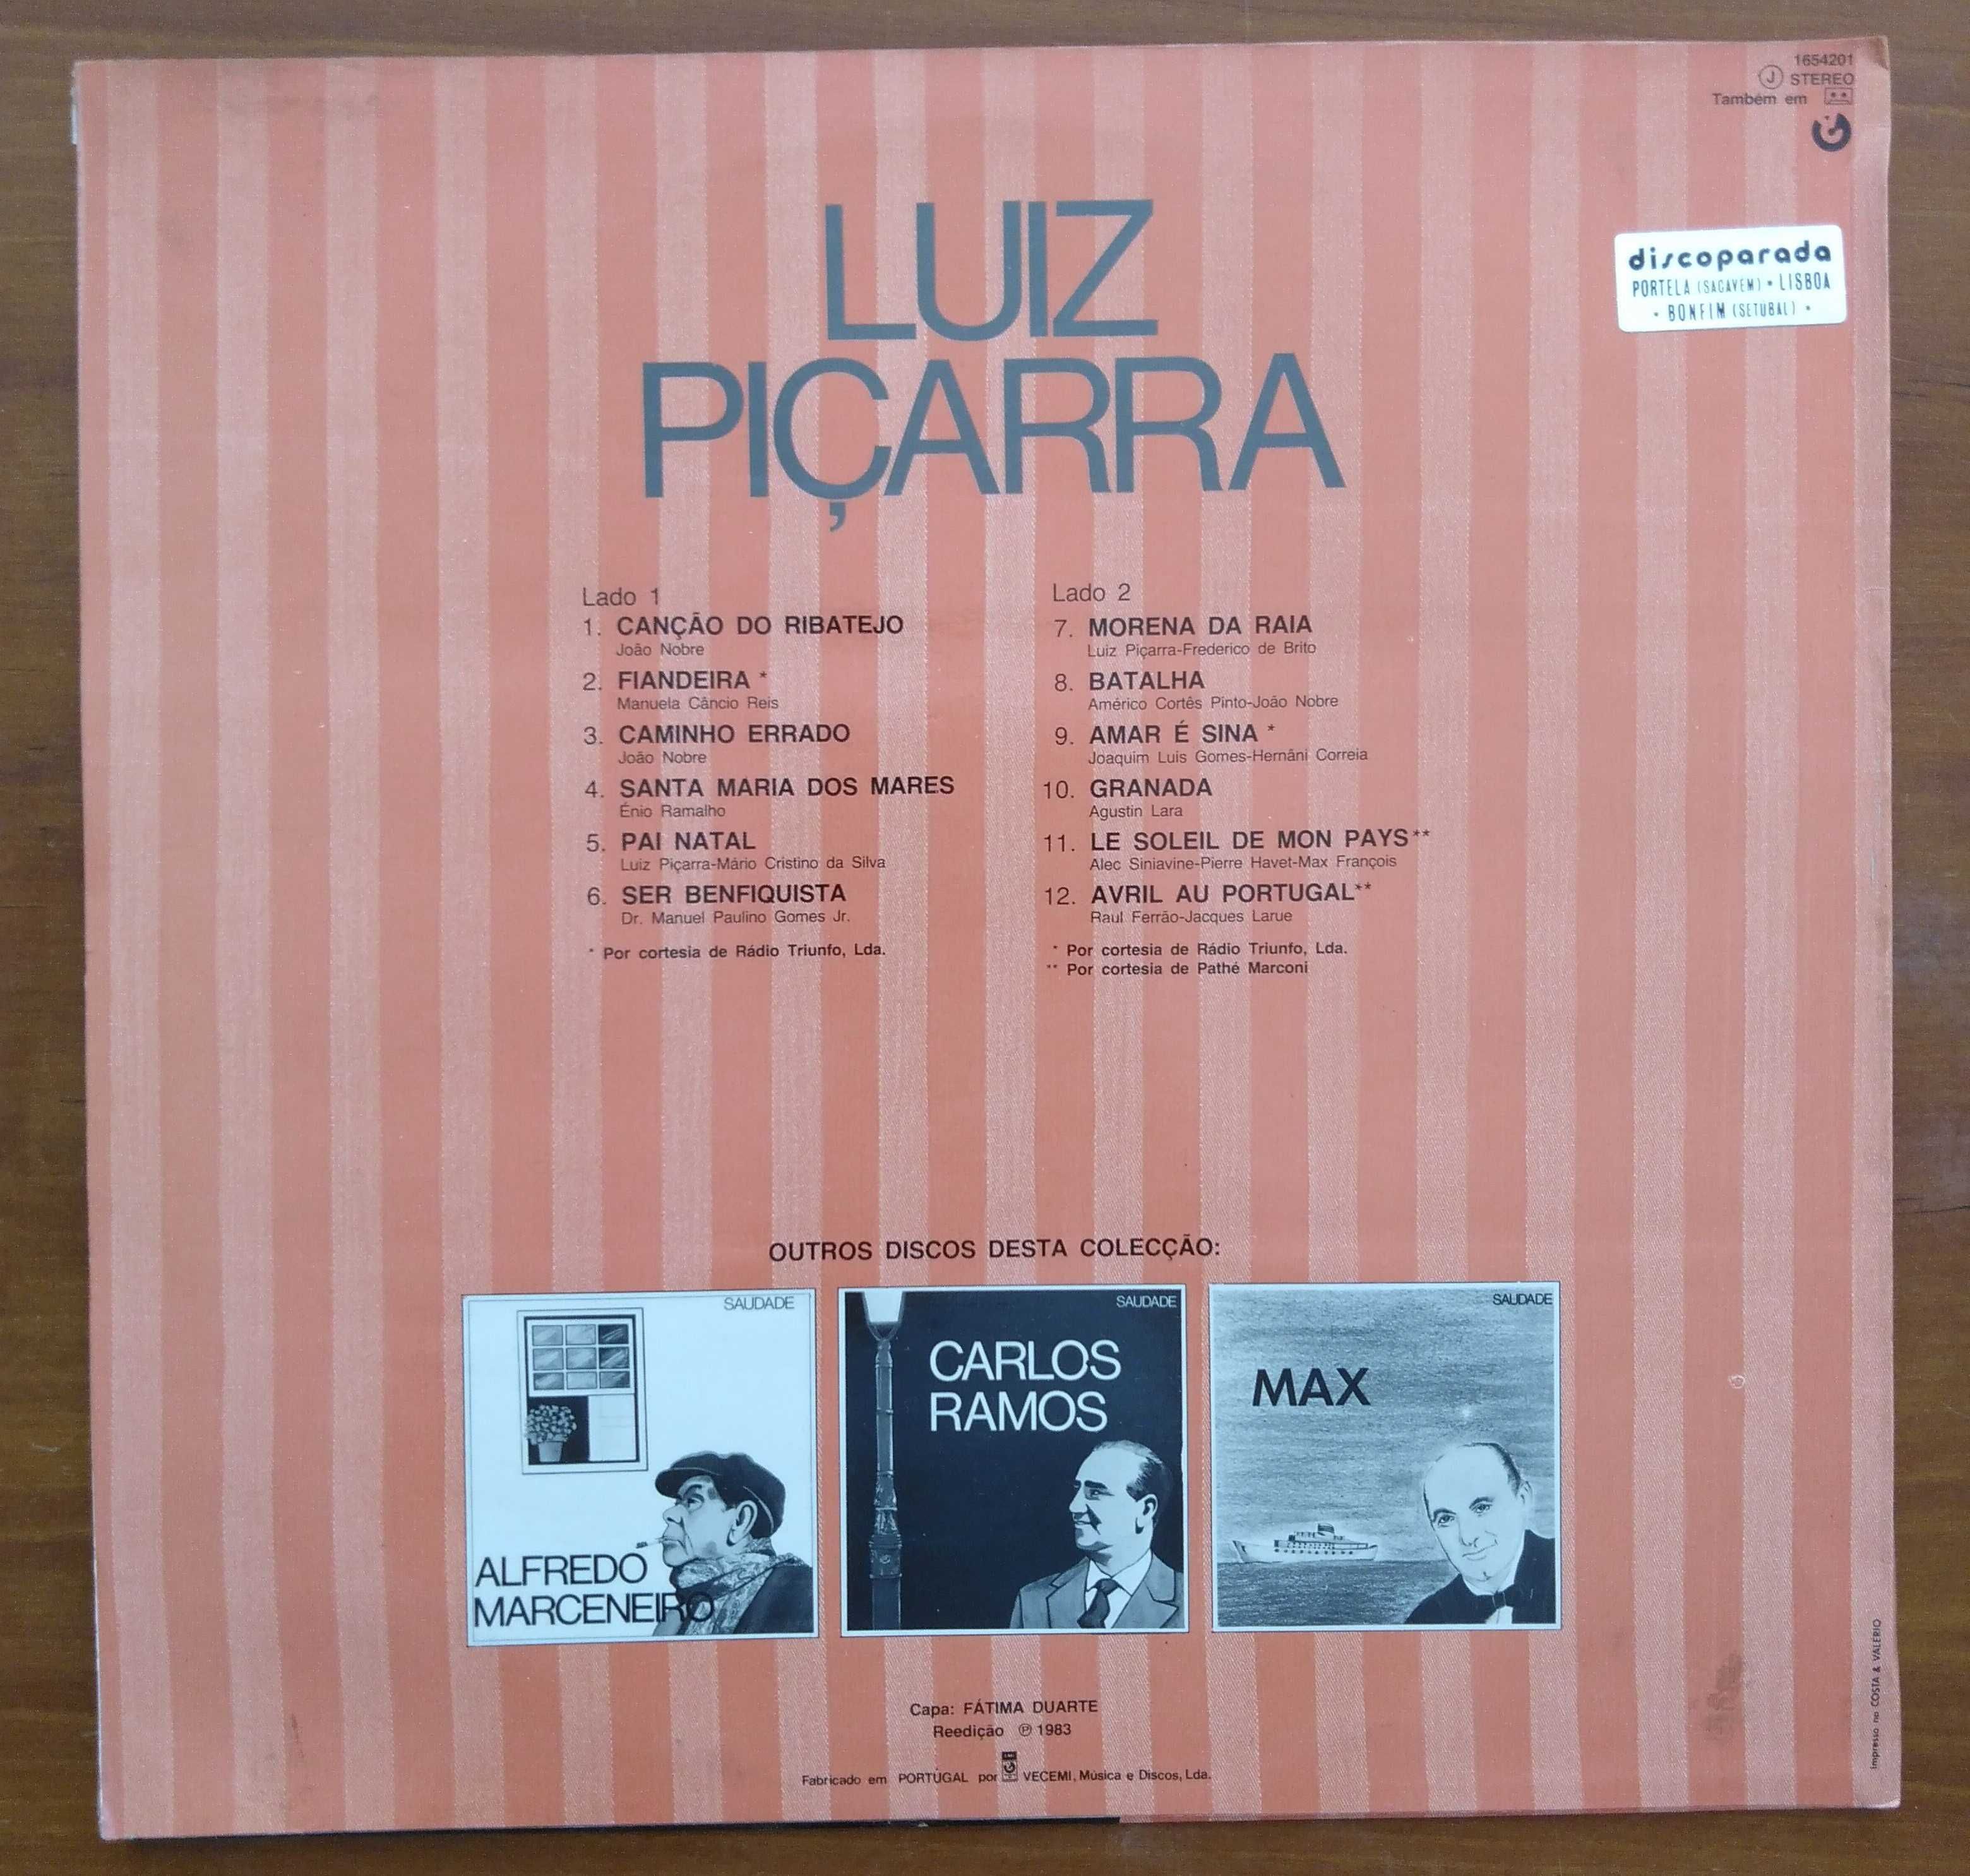 1654201
J STEREO
Também em
LUIZ
PIÇARRA
discoparada
PORTELA (SACAVEM) • LISBOA
• BONFIM (SETUBAL) •
Lado 1
1. CANÇÃO DO RIBATEJO
João Nobre
2. FIANDEIRA *
Manuela Câncio Reis
3. CAMINHO ERRADO
João Nobre
4. SANTA MARIA DOS MARES
Énio Ramalho
5. PAI NATAL
Luiz Piçarra-Mário Cristino da Silva
6. SER BENFIQUISTA
Dr. Manuel Paulino Gomes Jr.
* Por cortesia de Rádio Triunfo, Lda.
Lado 2
7. MORENA DA RAIA
Luiz Piçarra-Frederico de Brito
8. BATALHA
Américo Cortês Pinto-João Nobre
9. AMAR É SINA *
Joaquim Luis Gomes-Hernâni Correia
10. GRANADA
Agustin Lara
11. LE SOLEIL DE MON PAYS**
Alec Siniavine-Pierre Havet-Max François
12. AVRIL AU PORTUGAL**
Raul Ferrão-Jacques Larue
* Por cortesia de Rádio Triunfo, Lda.
** Por cortesia de Pathé Marconi
OUTROS DISCOS DESTA COLECÇÃO:
SAUDADE
ALFREDO
MARCENEIRO
SAUDADE
CARLOS
RAMOS
SAUDADE
MAX
Capa: FÁTIMA DUARTE
Reedição ℗ 1983
Fabricado em PORTUGAL por VECEMI, Música e Discos, Lda.
Impresso na COSTA & VALÉRIO